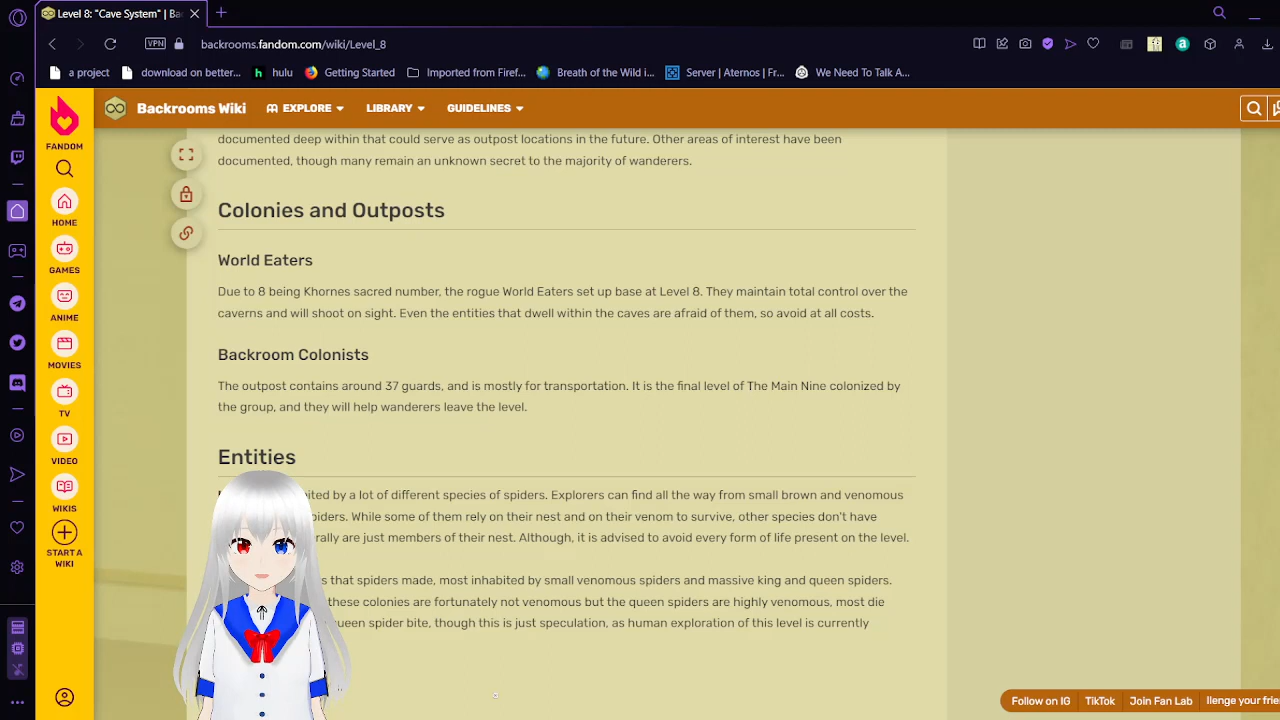 Level 8: "Cave System" | Ba
VPN
backrooms.fandom.com/wiki/Level_8
a project
download on better...
hulu
Getting Started
Imported from Firef...
Breath of the Wild i...
Server | Aternos | Fr...
We Need To Talk A...
Backrooms Wiki
EXPLORE
LIBRARY
GUIDELINES
FANDOM
HOME
GAMES
ANIME
MOVIES
TV
VIDEO
WIKIS
START A
WIKI
documented deep within that could serve as outpost locations in the future. Other areas of interest have been
documented, though many remain an unknown secret to the majority of wanderers.
Colonies and Outposts
World Eaters
Due to 8 being Khornes sacred number, the rogue World Eaters set up base at Level 8. They maintain total control over the
caverns and will shoot on sight. Even the entities that dwell within the caves are afraid of them, so avoid at all costs.
Backroom Colonists
The outpost contains around 37 guards, and is mostly for transportation. It is the final level of The Main Nine colonized by
the group, and they will help wanderers leave the level.
Entities
ited by a lot of different species of spiders. Explorers can find all the way from small brown and venomous
iders. While some of them rely on their nest and on their venom to survive, other species don't have
rally are just members of their nest. Although, it is advised to avoid every form of life present on the level.
s that spiders made, most inhabited by small venomous spiders and massive king and queen spiders.
these colonies are fortunately not venomous but the queen spiders are highly venomous, most die
ueen spider bite, though this is just speculation, as human exploration of this level is currently
Follow on IG
TikTok
Join Fan Lab
llenge your frie